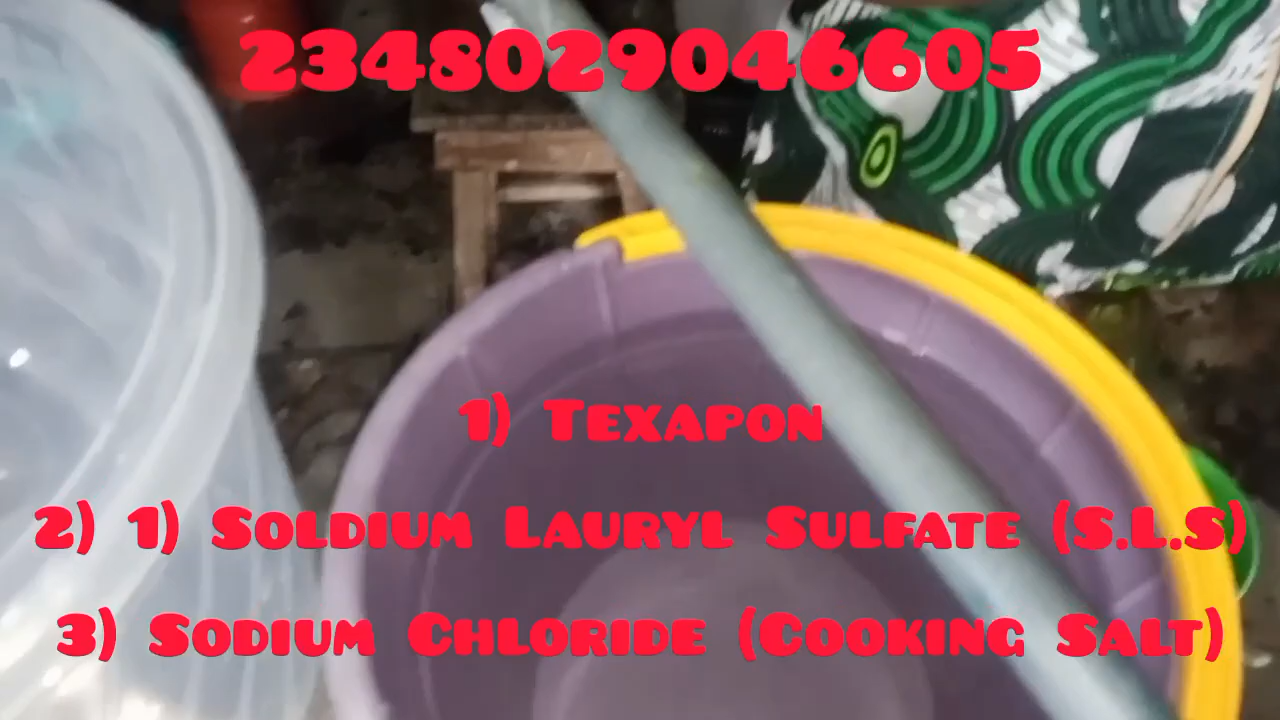 2348029046605
1) Texapon
2) 1) Soldium Lauryl Sulfate (S.L.S)
3) Sodium Chloride (Cooking Salt)